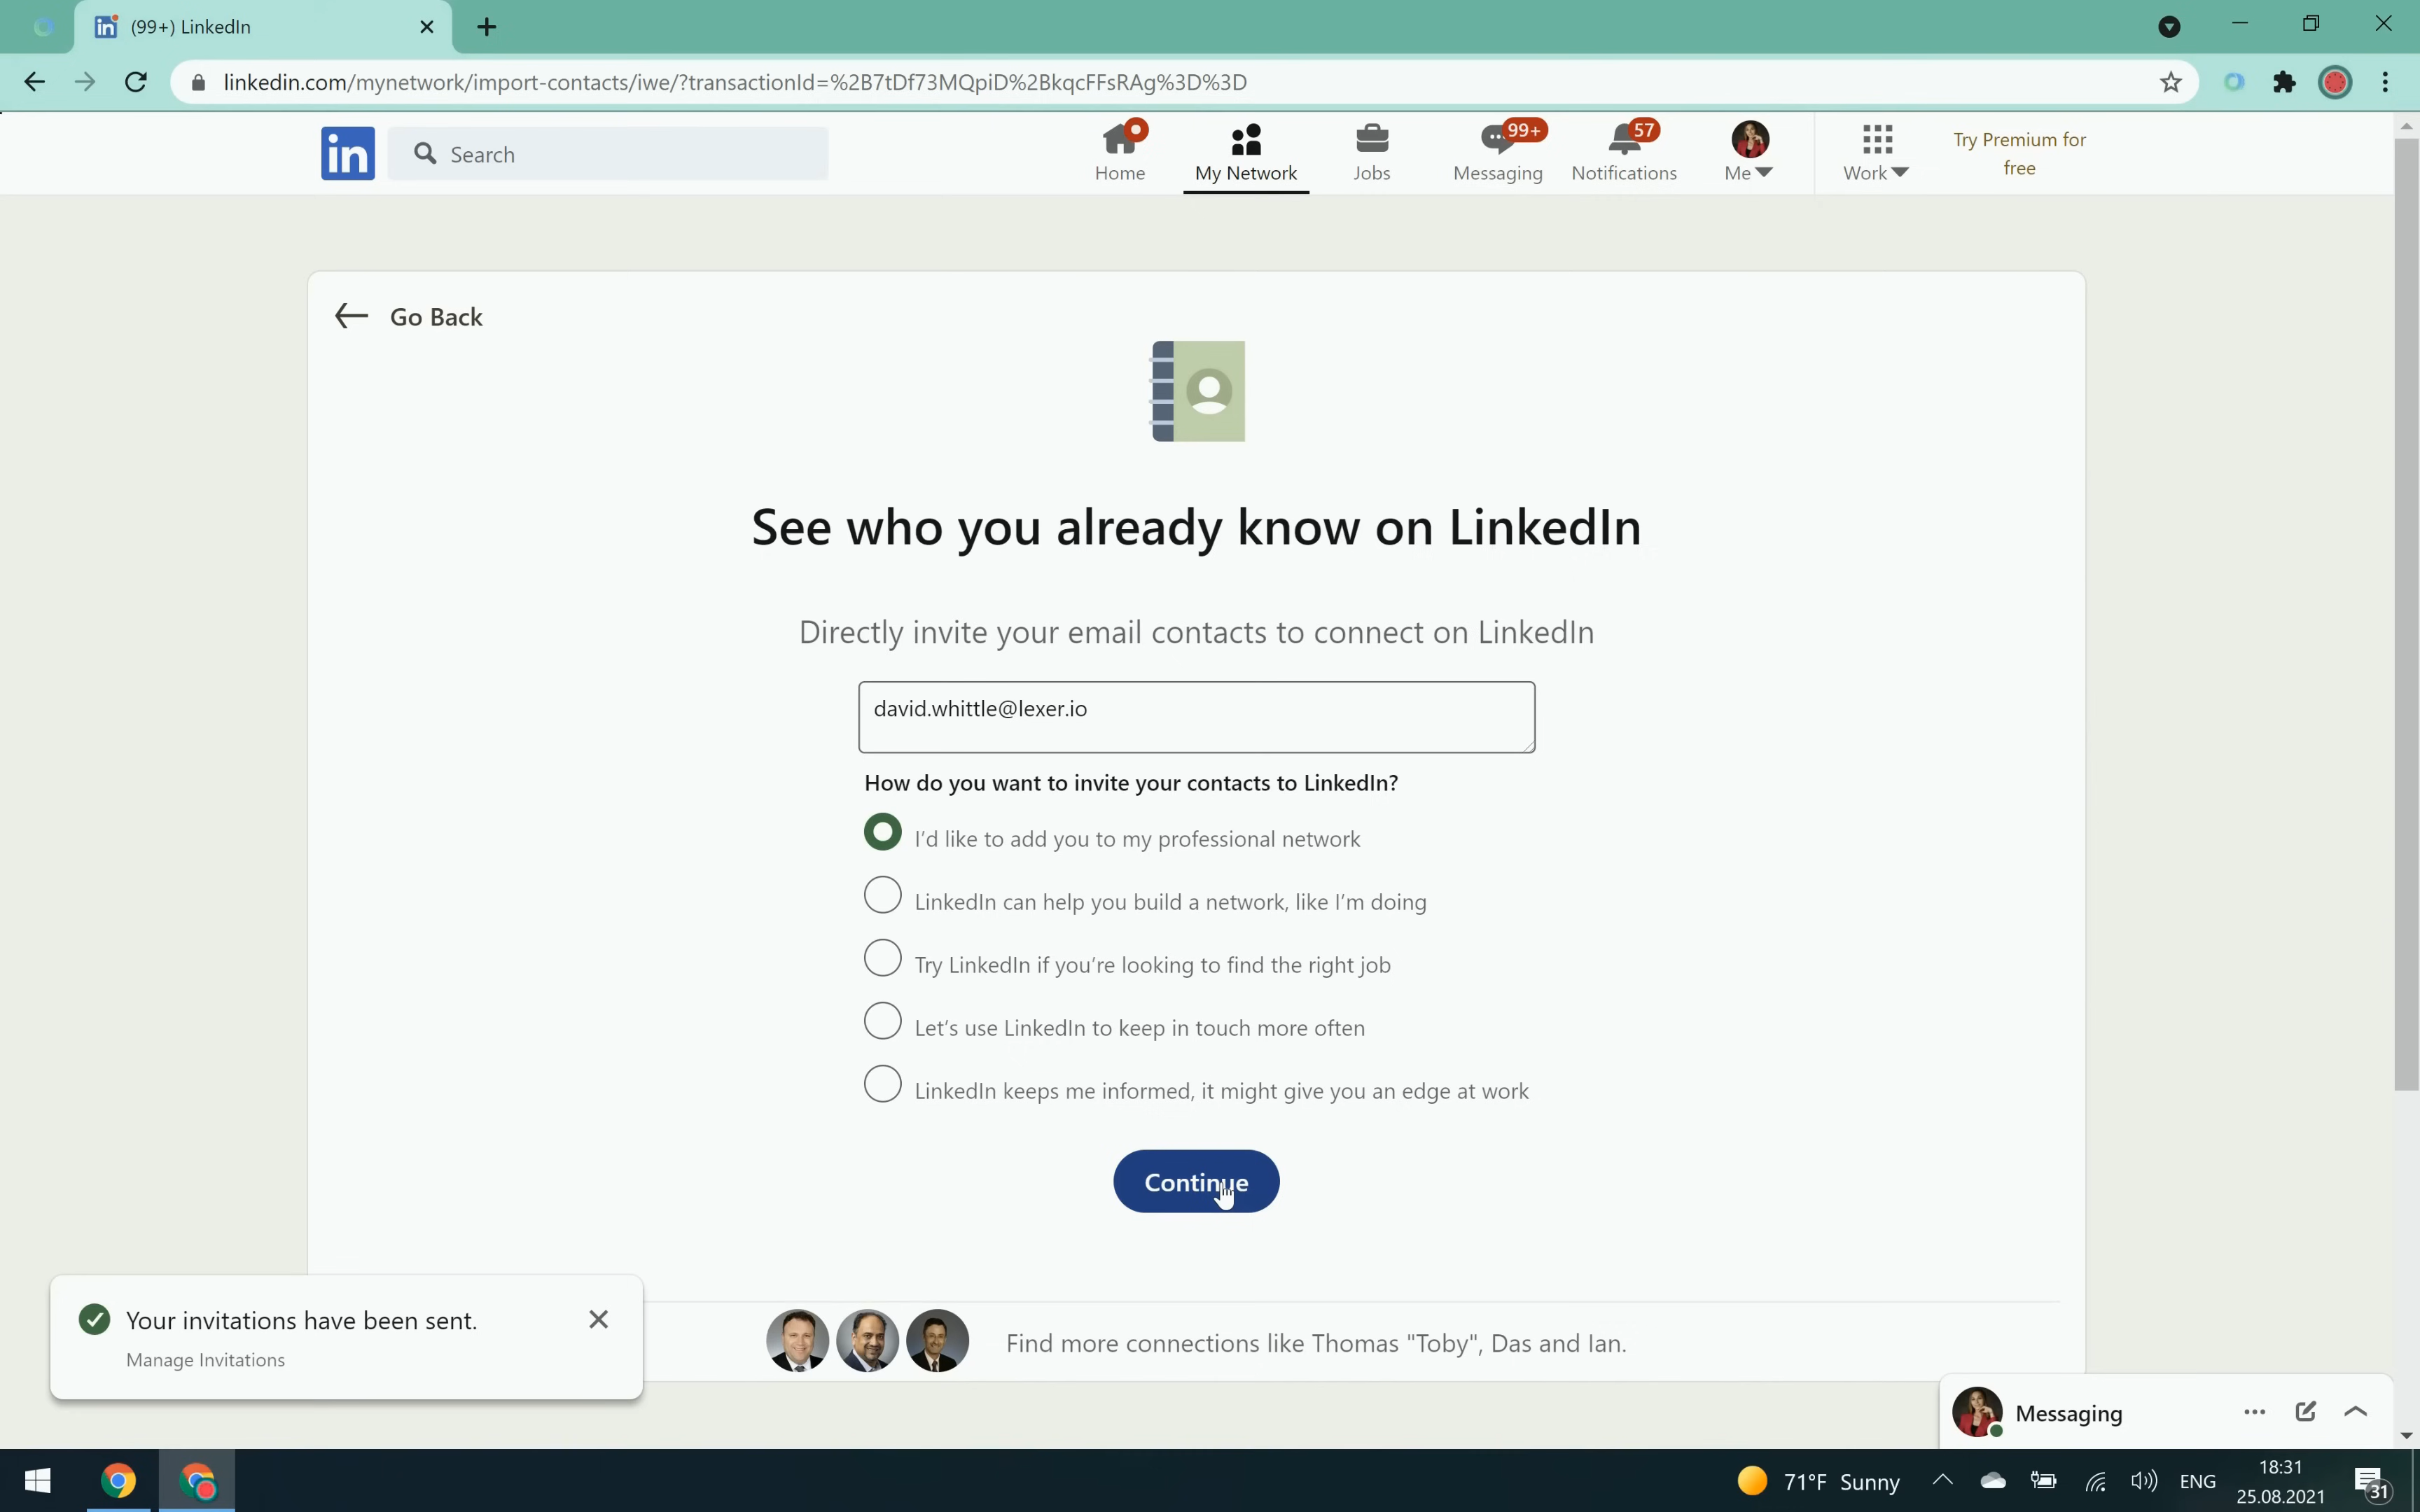 (99+) LinkedIn
linkedin.com/mynetwork/import-contacts/iwe/?transactionId=%2B7tDf73MQpiD%2BkqcFFsRAg%3D%3D
in
Search
Home
My Network
Jobs
99+
Messaging
57
Notifications
Me
Work
Try Premium for
free
Go Back
See who you already know on LinkedIn
Directly invite your email contacts to connect on LinkedIn
david.whittle@lexer.io
How do you want to invite your contacts to LinkedIn?
I'd like to add you to my professional network
LinkedIn can help you build a network, like I'm doing
Try LinkedIn if you're looking to find the right job
Let's use LinkedIn to keep in touch more often
LinkedIn keeps me informed, it might give you an edge at work
Continue
Your invitations have been sent.
Manage Invitations
Find more connections like Thomas "Toby", Das and Ian.
Messaging
71°F Sunny
ENG
18:31
25.08.2021
31